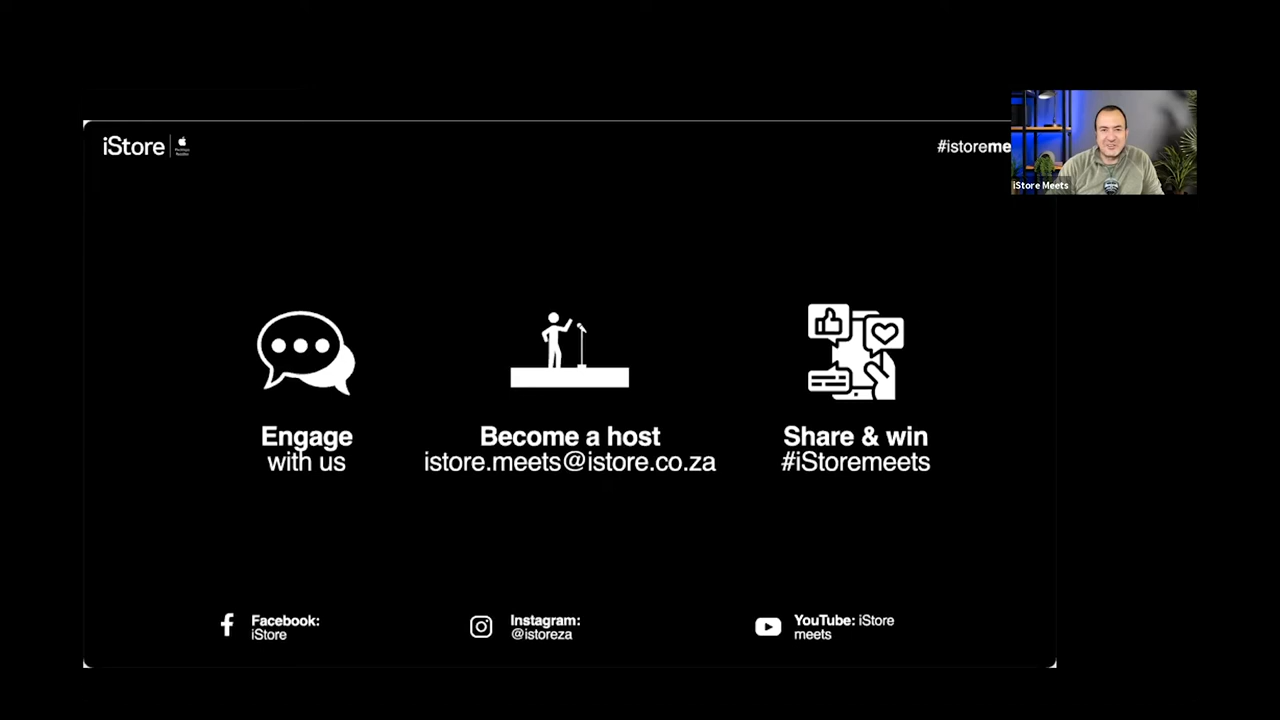 iStore
#istoreme
iStore Meets
Engage
with us
Become a host
istore.meets@istore.co.za
Share & win
#iStoremeets
Facebook:
iStore
Instagram:
@istoreza
YouTube: iStore
meets